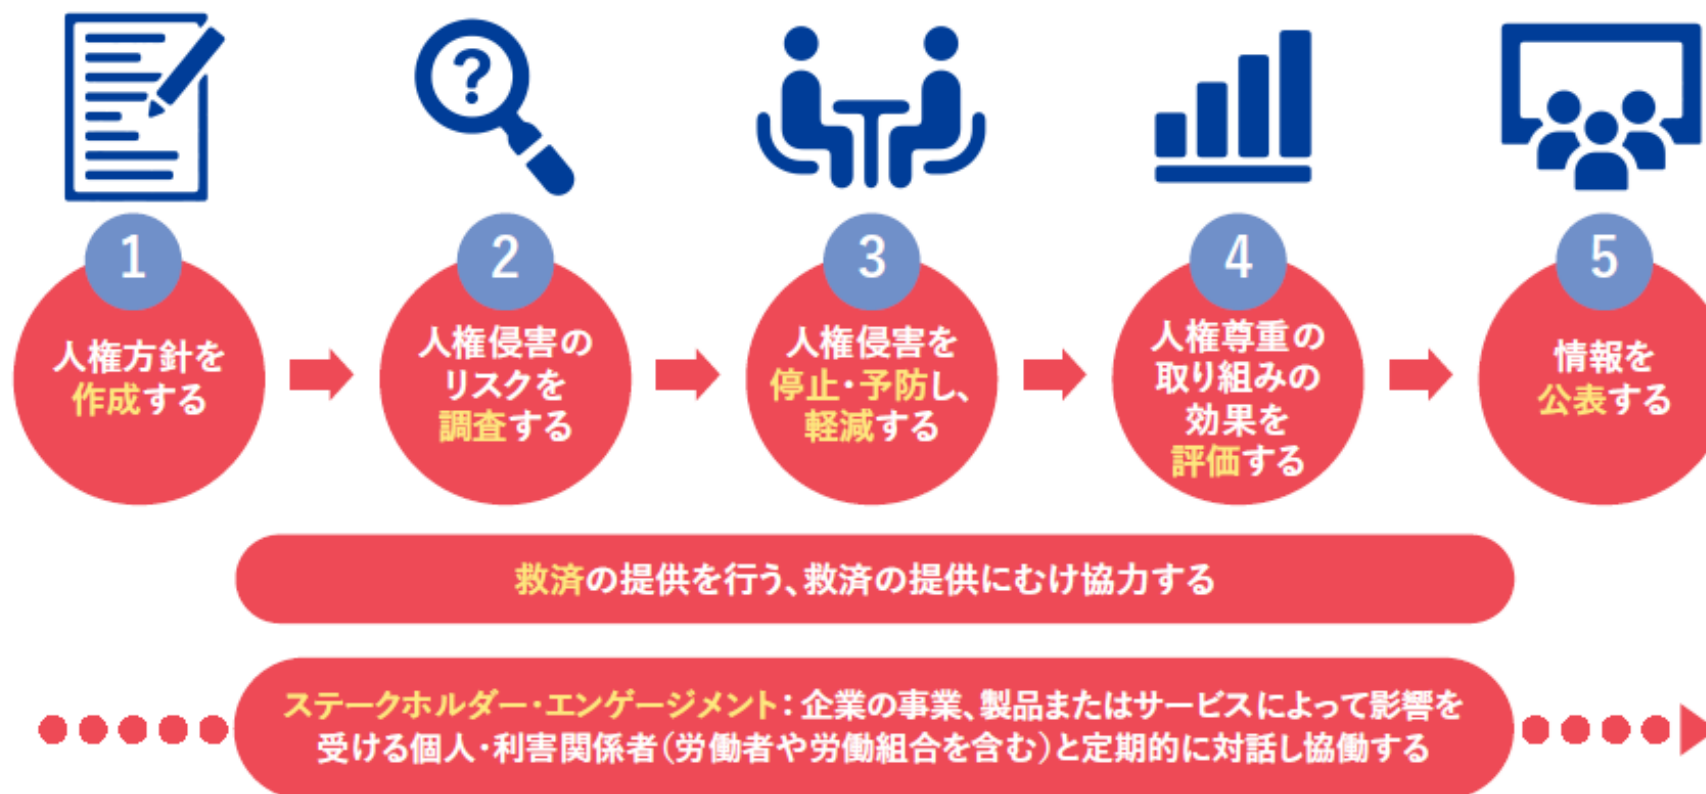 ?
1
人権方針を
作成する
2
人権侵害の
リスクを
調査する
3
人権侵害を
停止・予防し、
軽減する
4
人権尊重の
取り組みの
効果を
評価する
5
情報を
公表する
救済の提供を行う、救済の提供にむけ協力する
ステークホルダー・エンゲージメント：企業の事業、製品またはサービスによって影響を
受ける個人・利害関係者（労働者や労働組合を含む）と定期的に対話し協働する